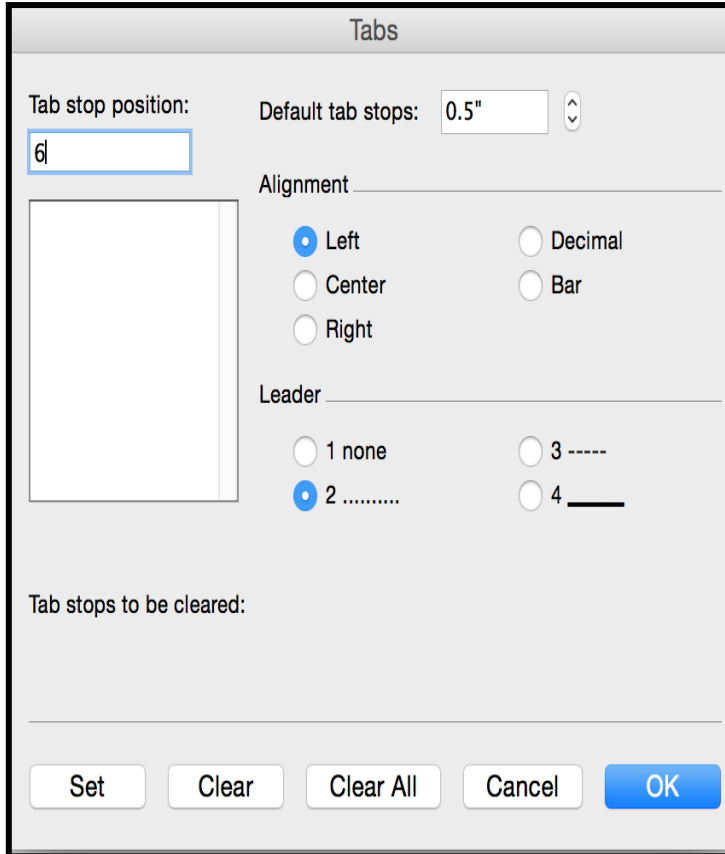 Tabs
Tab stop position:
Default tab stops: 0.5"
6
Alignment
Left Decimal
Center Bar
Right
Leader
1 none 3 -----
2 .......... 4 _____
Tab stops to be cleared:
Set Clear Clear All Cancel OK